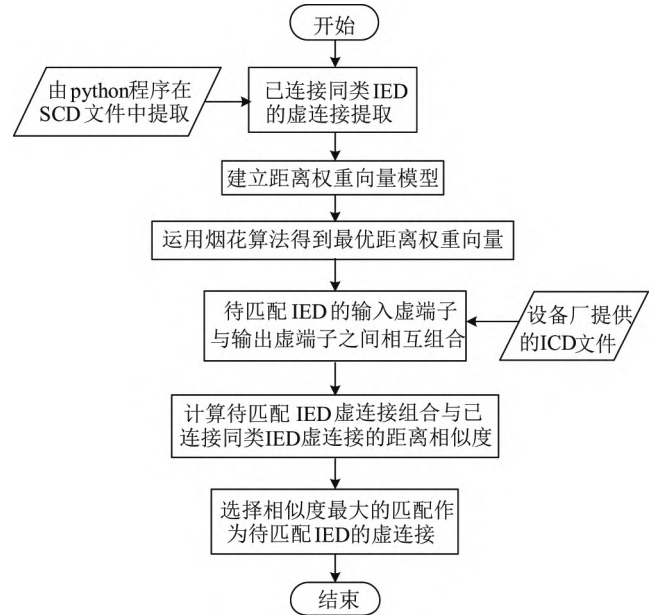 开始
由python程序在
SCD文件中提取
已连接同类IED
的虚连接提取
建立距离权重向量模型
运用烟花算法得到最优距离权重向量
待匹配IED的输入虚端子
与输出虚端子之间相互组合
设备厂提供
的ICD文件
计算待匹配IED虚连接组合与已
连接同类IED虚连接的距离相似度
选择相似度最大的匹配作
为待匹配IED的虚连接
结束